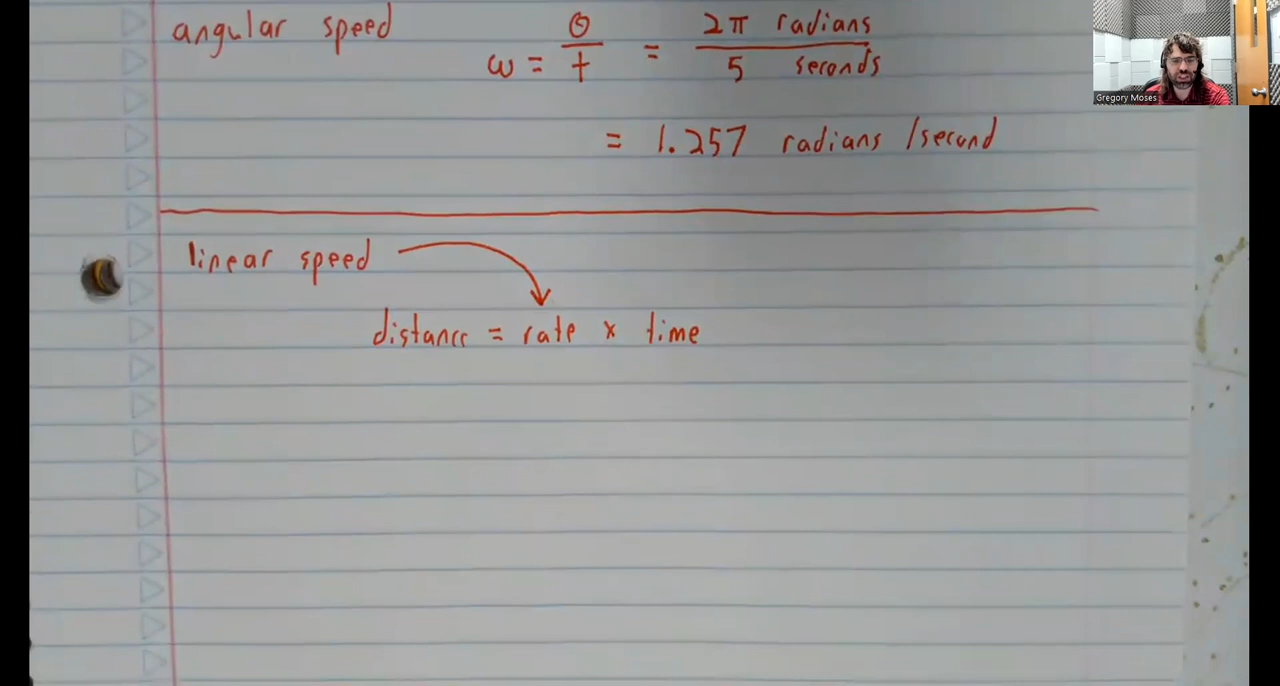 angular speed ω = θ/t = 2π radians / 5 seconds
= 1.257 radians /second
Gregory Moses
linear speed
distance = rate × time